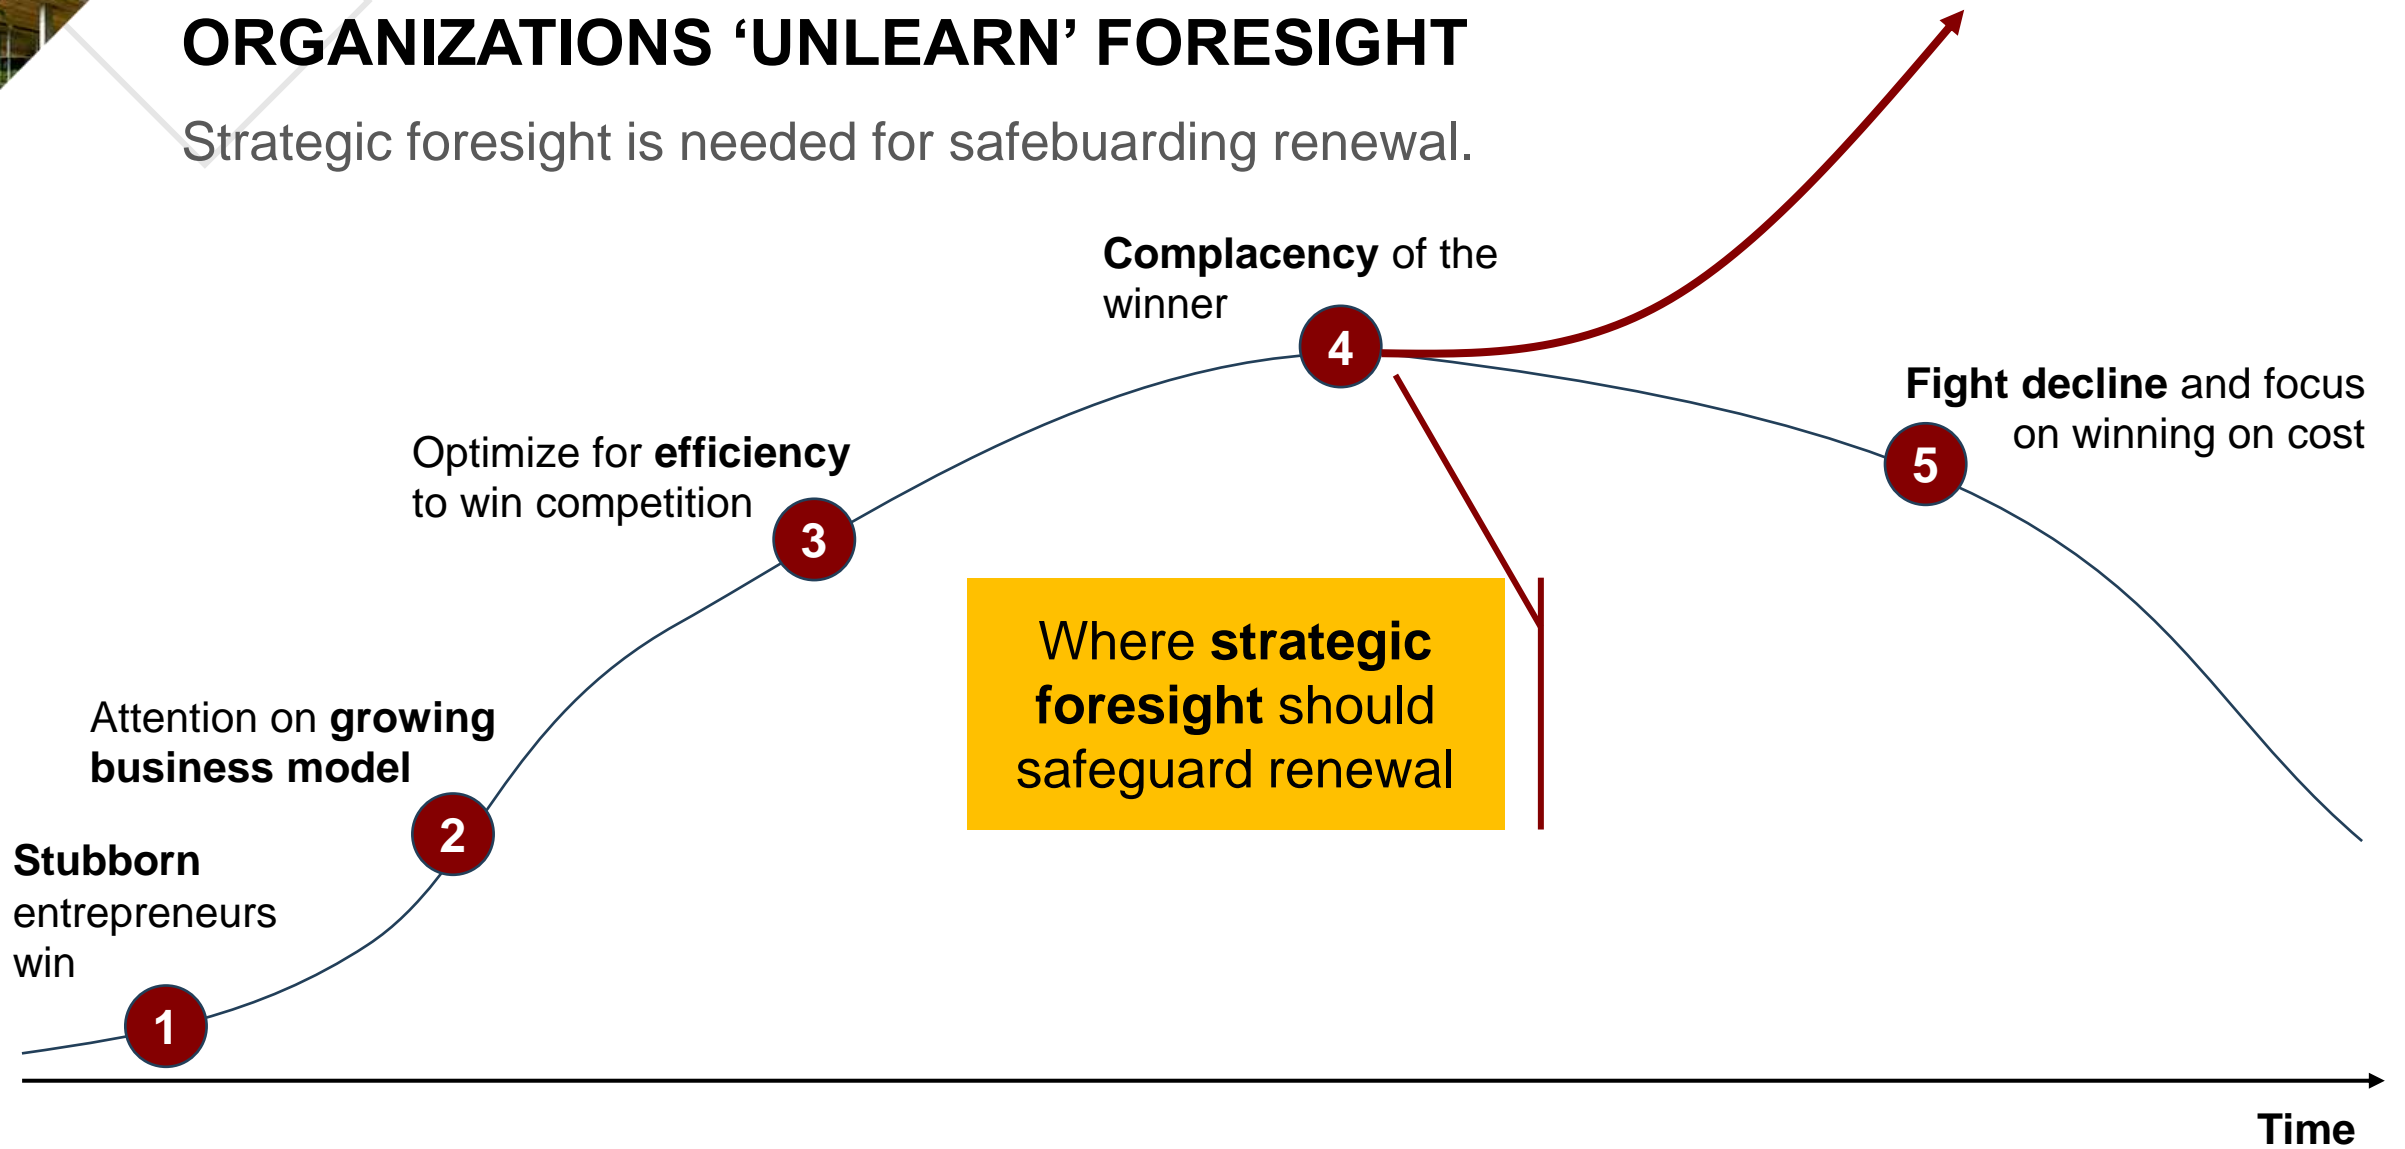 ORGANIZATIONS ‘UNLEARN’ FORESIGHT
Strategic foresight is needed for safebuarding renewal.
Complacency of the
winner
4
Fight decline and focus
on winning on cost
5
Optimize for efficiency
to win competition
3
Where strategic
foresight should
safeguard renewal
Attention on growing
business model
2
Stubborn
entrepreneurs
win
1
Time